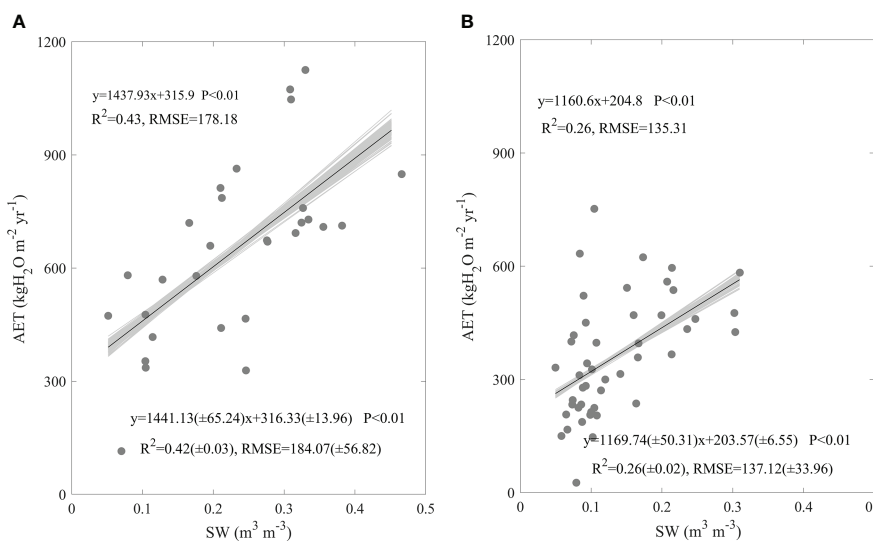 A
1200
900
600
300
0
AET (kgH2O m-2 yr-1)
y=1437.93x+315.9 P<0.01
R2=0.43, RMSE=178.18
y=1441.13(±65.24)x+316.33(±13.96) P<0.01
R2=0.42(±0.03), RMSE=184.07(±56.82)
0 0.1 0.2 0.3 0.4 0.5
SW (m3 m-3)
B
1200
900
600
300
0
AET (kgH2O m-2 yr-1)
y=1160.6x+204.8 P<0.01
R2=0.26, RMSE=135.31
y=1169.74(±50.31)x+203.57(±6.55) P<0.01
R2=0.26(±0.02), RMSE=137.12(±33.96)
0 0.1 0.2 0.3 0.4
SW (m3 m-3)